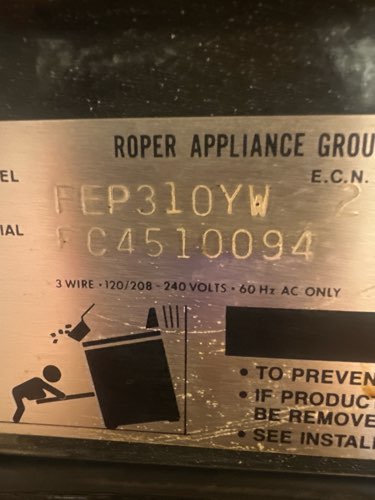 ROPER APPLIANCE GROU
EL
E.C.N.
FEP310YW 2
IAL
FC4510094
3 WIRE • 120/208 - 240 VOLTS • 60 Hz AC ONLY
• TO PREVEN
• IF PRODUC
BE REMOVE
• SEE INSTAL